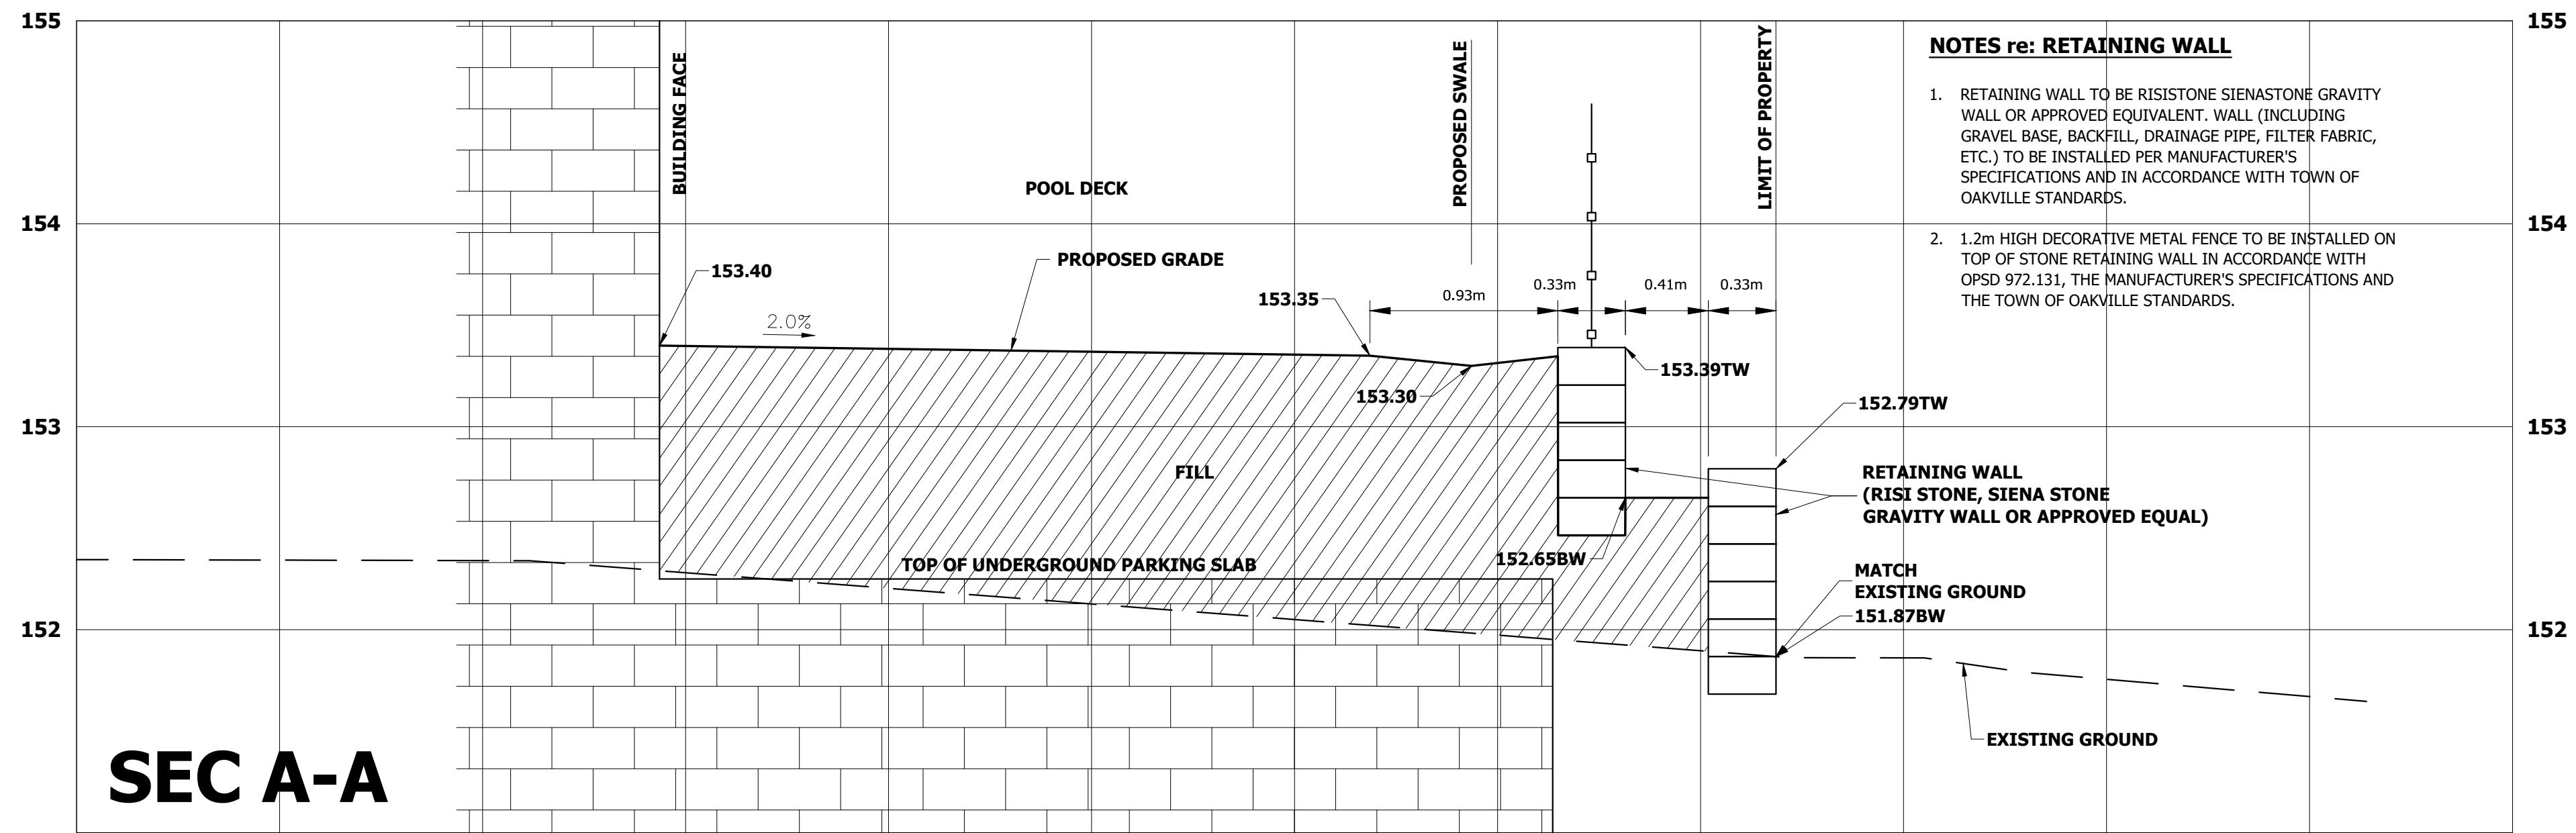 155
155
BUILDING FACE
PROPOSED SWALE
LIMIT OF PROPERTY
NOTES re: RETAINING WALL
1. RETAINING WALL TO BE RISISTONE SIENASTONE GRAVITY
WALL OR APPROVED EQUIVALENT. WALL (INCLUDING
GRAVEL BASE, BACKFILL, DRAINAGE PIPE, FILTER FABRIC,
ETC.) TO BE INSTALLED PER MANUFACTURER'S
SPECIFICATIONS AND IN ACCORDANCE WITH TOWN OF
OAKVILLE STANDARDS.
2. 1.2m HIGH DECORATIVE METAL FENCE TO BE INSTALLED ON
TOP OF STONE RETAINING WALL IN ACCORDANCE WITH
OPSD 972.131, THE MANUFACTURER'S SPECIFICATIONS AND
THE TOWN OF OAKVILLE STANDARDS.
POOL DECK
154
154
PROPOSED GRADE
153.40
153.35
0.93m
0.33m
0.41m
0.33m
2.0%
153.39TW
153.30
152.79TW
153
153
FILL
RETAINING WALL
(RISI STONE, SIENA STONE
GRAVITY WALL OR APPROVED EQUAL)
152.65BW
TOP OF UNDERGROUND PARKING SLAB
MATCH
EXISTING GROUND
151.87BW
152
152
EXISTING GROUND
SEC A-A